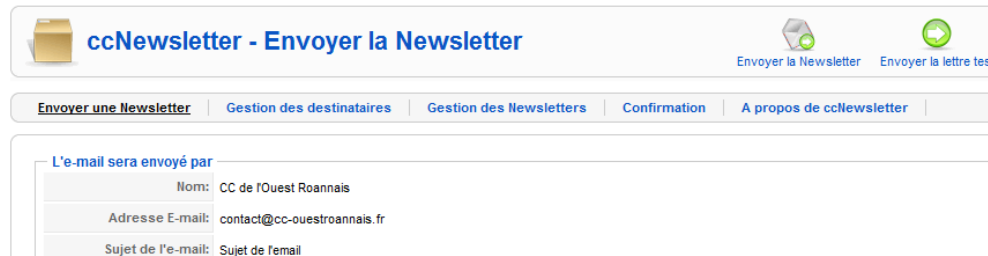 ccNewsletter - Envoyer la Newsletter
Envoyer la Newsletter Envoyer la lettre tes
Envoyer une Newsletter Gestion des destinataires Gestion des Newsletters Confirmation A propos de ccNewsletter
L'e-mail sera envoyé par
Nom: CC de l'Ouest Roannais
Adresse E-mail: contact@cc-ouestroannais.fr
Sujet de l'e-mail: Sujet de l'email